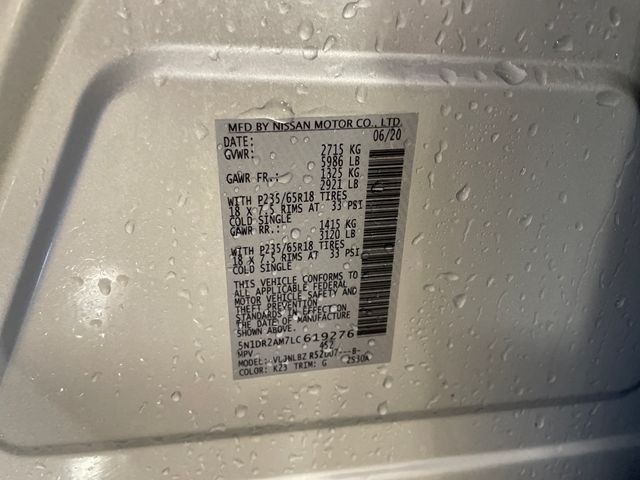 MFD BY NISSAN MOTOR CO., LTD.
DATE: 06/20
GVWR: 2715 KG
5986 LB
GAWR FR.: 1325 KG
2921 LB
WITH P235/65R18 TIRES
18 X 7.5 RIMS AT 33 PSI
COLD SINGLE
GAWR RR.: 1415 KG
3120 LB
WITH P235/65R18 TIRES
18 X 7.5 RIMS AT 33 PSI
COLD SINGLE
THIS VEHICLE CONFORMS TO
ALL APPLICABLE FEDERAL
MOTOR VEHICLE SAFETY AND
THEFT PREVENTION
STANDARDS IN EFFECT ON
THE DATE OF MANUFACTURE
SHOWN ABOVE.
5N1DR2AM7LC619276
MPV 452
MODEL: R52UU7---B-
COLOR: K23 TRIM: G 2S30A